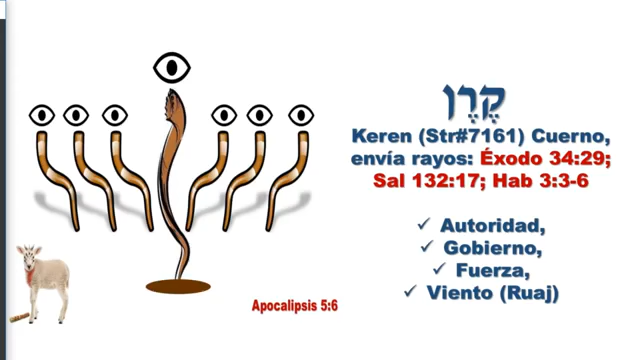 קֶרֶן
Keren (Str#7161) Cuerno,
envía rayos: Éxodo 34:29;
Sal 132:17; Hab 3:3-6
✓ Autoridad,
✓ Gobierno,
✓ Fuerza,
✓ Viento (Ruaj)
Apocalipsis 5:6